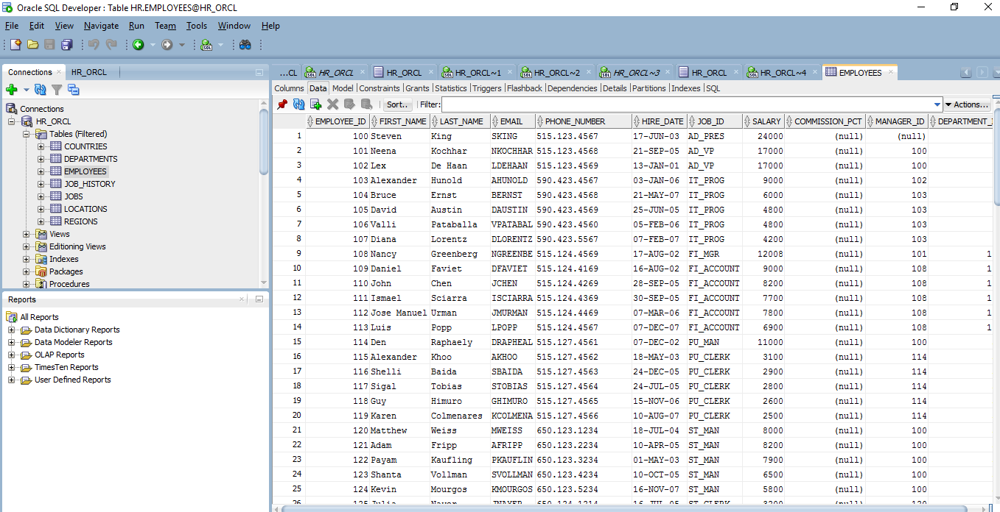 Oracle SQL Developer : Table HR.EMPLOYEES@HR_ORCL
File Edit View Navigate Run Team Tools Window Help
Connections HR_ORCL
Connections
HR_ORCL
Tables (Filtered)
COUNTRIES
DEPARTMENTS
EMPLOYEES
JOB_HISTORY
JOBS
LOCATIONS
REGIONS
Views
Editioning Views
Indexes
Packages
Procedures
Reports
All Reports
Data Dictionary Reports
Data Modeler Reports
OLAP Reports
TimesTen Reports
User Defined Reports
...CL HR_ORCL HR_ORCL HR_ORCL~1 HR_ORCL~2 HR_ORCL~3 HR_ORCL HR_ORCL~4 EMPLOYEES
Columns Data Model Constraints Grants Statistics Triggers Flashback Dependencies Details Partitions Indexes SQL
Sort.. Filter: Actions...
EMPLOYEE_ID FIRST_NAME LAST_NAME EMAIL PHONE_NUMBER HIRE_DATE JOB_ID SALARY COMMISSION_PCT MANAGER_ID DEPARTMENT_
1 100 Steven King SKING 515.123.4567 17-JUN-03 AD_PRES 24000 (null) (null)
2 101 Neena Kochhar NKOCHHAR 515.123.4568 21-SEP-05 AD_VP 17000 (null) 100
3 102 Lex De Haan LDEHAAN 515.123.4569 13-JAN-01 AD_VP 17000 (null) 100
4 103 Alexander Hunold AHUNOLD 590.423.4567 03-JAN-06 IT_PROG 9000 (null) 102
5 104 Bruce Ernst BERNST 590.423.4568 21-MAY-07 IT_PROG 6000 (null) 103
6 105 David Austin DAUSTIN 590.423.4569 25-JUN-05 IT_PROG 4800 (null) 103
7 106 Valli Pataballa VPATABAL 590.423.4560 05-FEB-06 IT_PROG 4800 (null) 103
8 107 Diana Lorentz DLORENTZ 590.423.5567 07-FEB-07 IT_PROG 4200 (null) 103
9 108 Nancy Greenberg NGREENBE 515.124.4569 17-AUG-02 FI_MGR 12008 (null) 101 1
10 109 Daniel Faviet DFAVIET 515.124.4169 16-AUG-02 FI_ACCOUNT 9000 (null) 108 1
11 110 John Chen JCHEN 515.124.4269 28-SEP-05 FI_ACCOUNT 8200 (null) 108 1
12 111 Ismael Sciarra ISCIARRA 515.124.4369 30-SEP-05 FI_ACCOUNT 7700 (null) 108 1
13 112 Jose Manuel Urman JMURMAN 515.124.4469 07-MAR-06 FI_ACCOUNT 7800 (null) 108 1
14 113 Luis Popp LPOPP 515.124.4567 07-DEC-07 FI_ACCOUNT 6900 (null) 108 1
15 114 Den Raphaely DRAPHEAL 515.127.4561 07-DEC-02 PU_MAN 11000 (null) 100
16 115 Alexander Khoo AKHOO 515.127.4562 18-MAY-03 PU_CLERK 3100 (null) 114
17 116 Shelli Baida SBAIDA 515.127.4563 24-DEC-05 PU_CLERK 2900 (null) 114
18 117 Sigal Tobias STOBIAS 515.127.4564 24-JUL-05 PU_CLERK 2800 (null) 114
19 118 Guy Himuro GHIMURO 515.127.4565 15-NOV-06 PU_CLERK 2600 (null) 114
20 119 Karen Colmenares KCOLMENA 515.127.4566 10-AUG-07 PU_CLERK 2500 (null) 114
21 120 Matthew Weiss MWEISS 650.123.1234 18-JUL-04 ST_MAN 8000 (null) 100
22 121 Adam Fripp AFRIPP 650.123.2234 10-APR-05 ST_MAN 8200 (null) 100
23 122 Payam Kaufling PKAUFLIN 650.123.3234 01-MAY-03 ST_MAN 7900 (null) 100
24 123 Shanta Vollman SVOLLMAN 650.123.4234 10-OCT-05 ST_MAN 6500 (null) 100
25 124 Kevin Mourgos KMOURGOS 650.123.5234 16-NOV-07 ST_MAN 5800 (null) 100